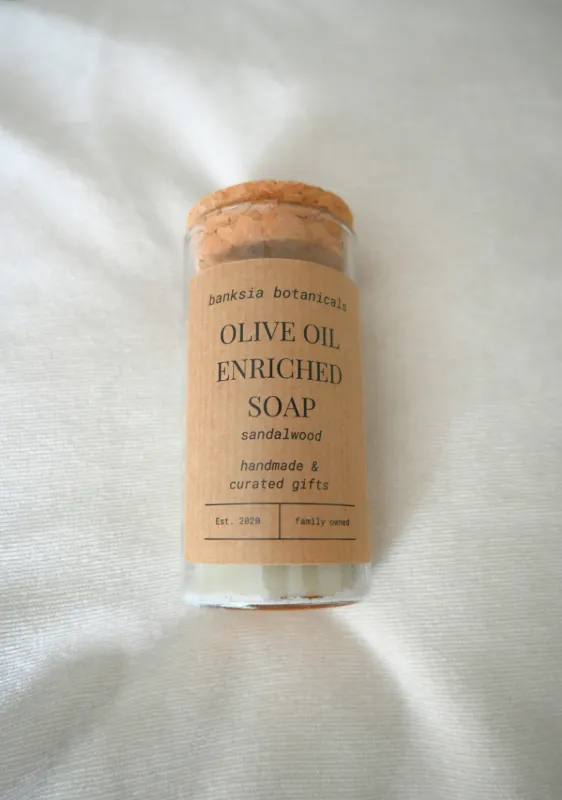 banksia botanicals
OLIVE OIL
ENRICHED
SOAP
sandalwood
handmade &
curated gifts
Est. 2020
family owned